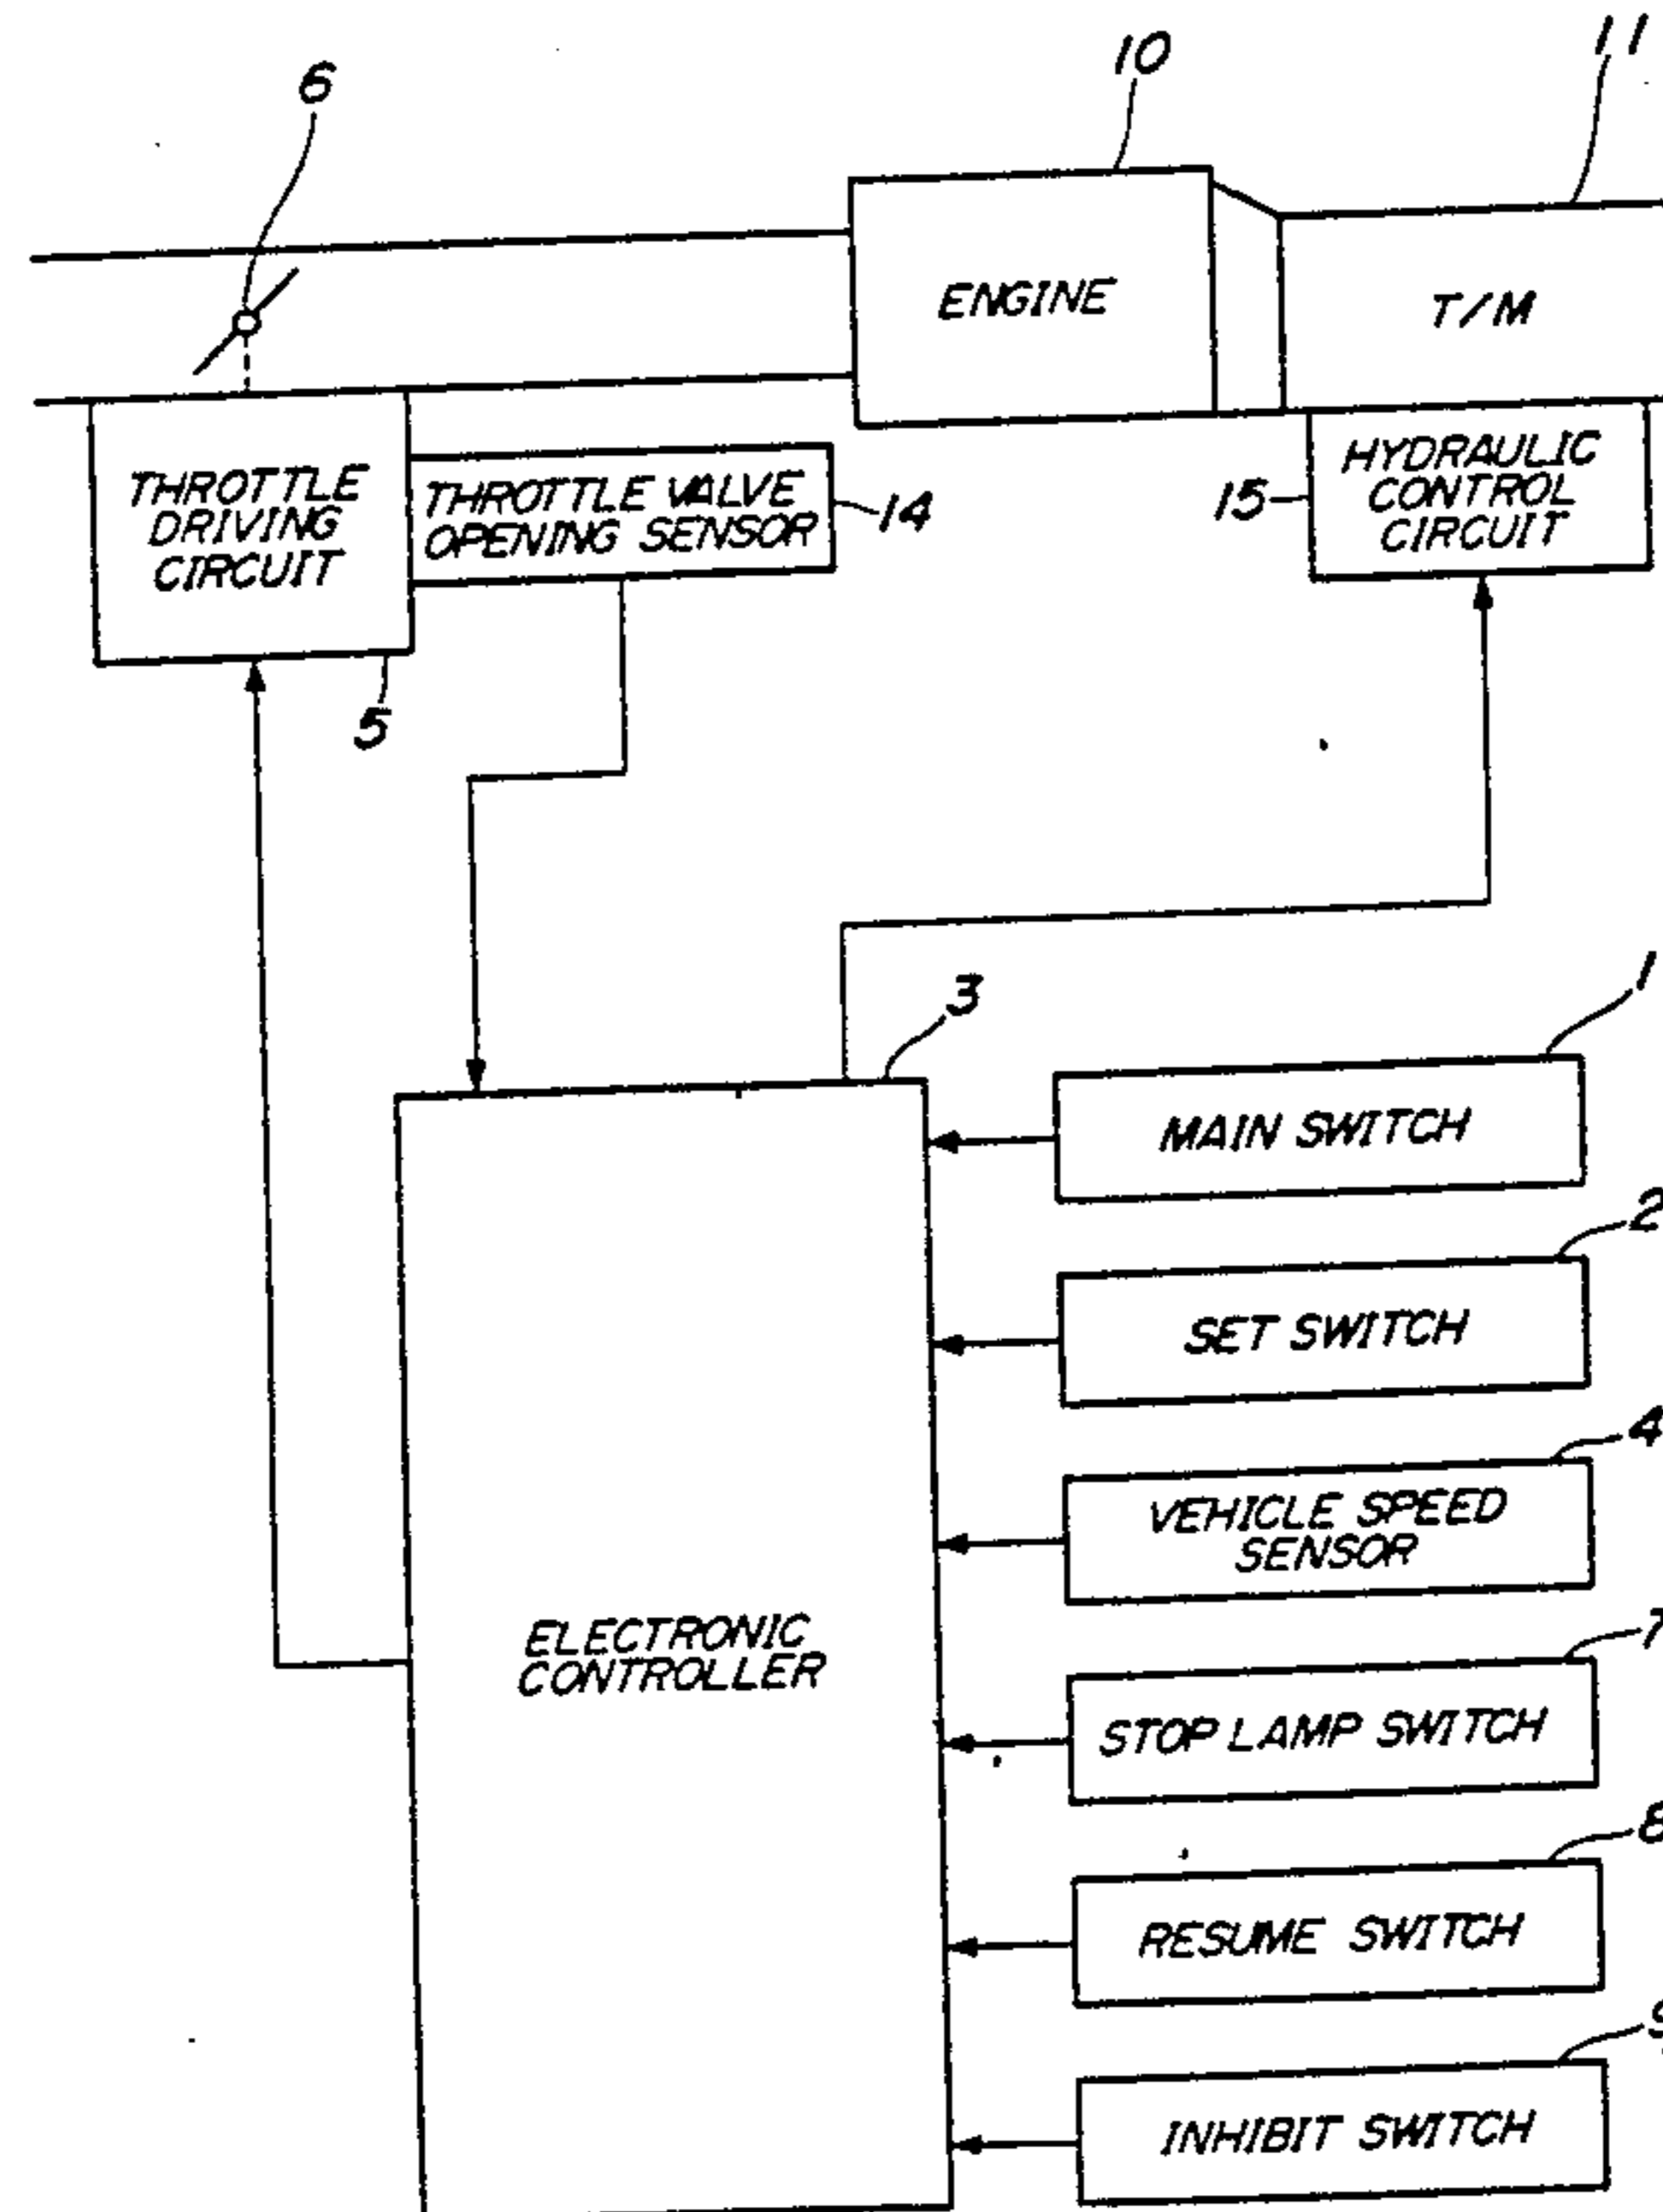 6
10
11
ENGINE
T/M
THROTTLE
DRIVING
CIRCUIT
THROTTLE VALVE
OPENING SENSOR
14
15
HYDRAULIC
CONTROL
CIRCUIT
5
3
1
MAIN SWITCH
2
SET SWITCH
4
VEHICLE SPEED
SENSOR
ELECTRONIC
CONTROLLER
7
STOP LAMP SWITCH
8
RESUME SWITCH
9
INHIBIT SWITCH